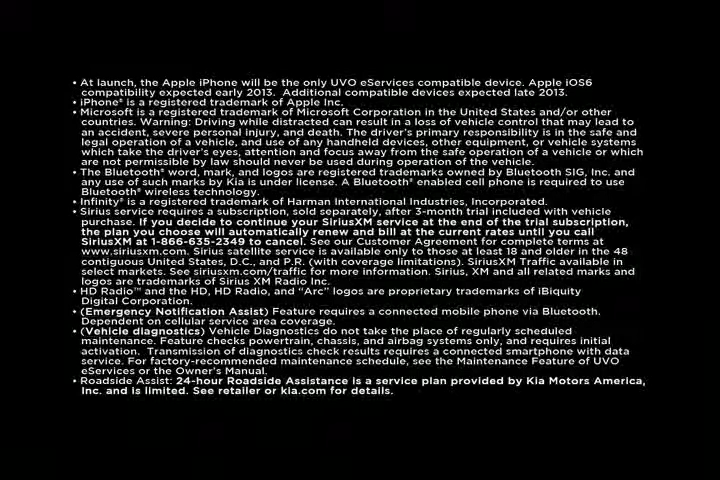 • At launch, the Apple iPhone will be the only UVO eServices compatible device. Apple iOS6
compatibility expected early 2013.  Additional compatible devices expected late 2013.
• iPhone® is a registered trademark of Apple Inc.
• Microsoft is a registered trademark of Microsoft Corporation in the United States and/or other
countries. Warning: Driving while distracted can result in a loss of vehicle control that may lead to
an accident, severe personal injury, and death. The driver's primary responsibility is in the safe and
legal operation of a vehicle, and use of any handheld devices, other equipment, or vehicle systems
which take the driver's eyes, attention and focus away from the safe operation of a vehicle or which
are not permissible by law should never be used during operation of the vehicle.
• The Bluetooth® word, mark, and logos are registered trademarks owned by Bluetooth SIG, Inc. and
any use of such marks by Kia is under license. A Bluetooth® enabled cell phone is required to use
Bluetooth® wireless technology.
• Infinity® is a registered trademark of Harman International Industries, Incorporated.
• Sirius service requires a subscription, sold separately, after 3-month trial included with vehicle
purchase. If you decide to continue your SiriusXM service at the end of the trial subscription,
the plan you choose will automatically renew and bill at the current rates until you call
SiriusXM at 1-866-635-2349 to cancel. See our Customer Agreement for complete terms at
www.siriusxm.com. Sirius satellite service is available only to those at least 18 and older in the 48
contiguous United States, D.C., and P.R. (with coverage limitations). SiriusXM Traffic available in
select markets. See siriusxm.com/traffic for more information. Sirius, XM and all related marks and
logos are trademarks of Sirius XM Radio Inc.
• HD Radio™ and the HD, HD Radio, and “Arc” logos are proprietary trademarks of iBiquity
Digital Corporation.
• (Emergency Notification Assist) Feature requires a connected mobile phone via Bluetooth.
Dependent on cellular service area coverage.
• (Vehicle diagnostics) Vehicle Diagnostics do not take the place of regularly scheduled
maintenance. Feature checks powertrain, chassis, and airbag systems only, and requires initial
activation.  Transmission of diagnostics check results requires a connected smartphone with data
service. For factory-recommended maintenance schedule, see the Maintenance Feature of UVO
eServices or the Owner's Manual.
• Roadside Assist: 24-hour Roadside Assistance is a service plan provided by Kia Motors America,
Inc. and is limited. See retailer or kia.com for details.